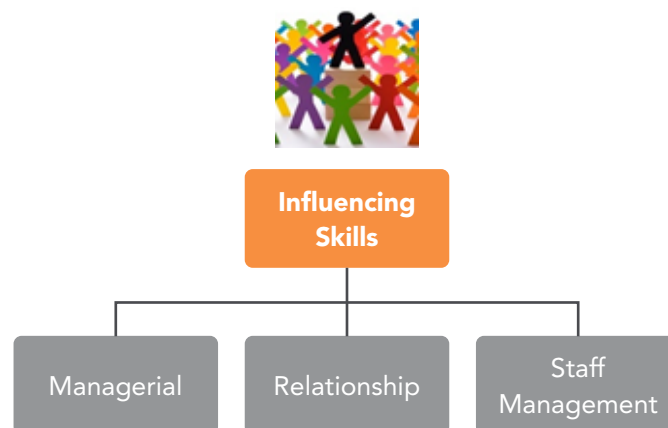 Influencing
Skills
Managerial
Relationship
Staff
Management